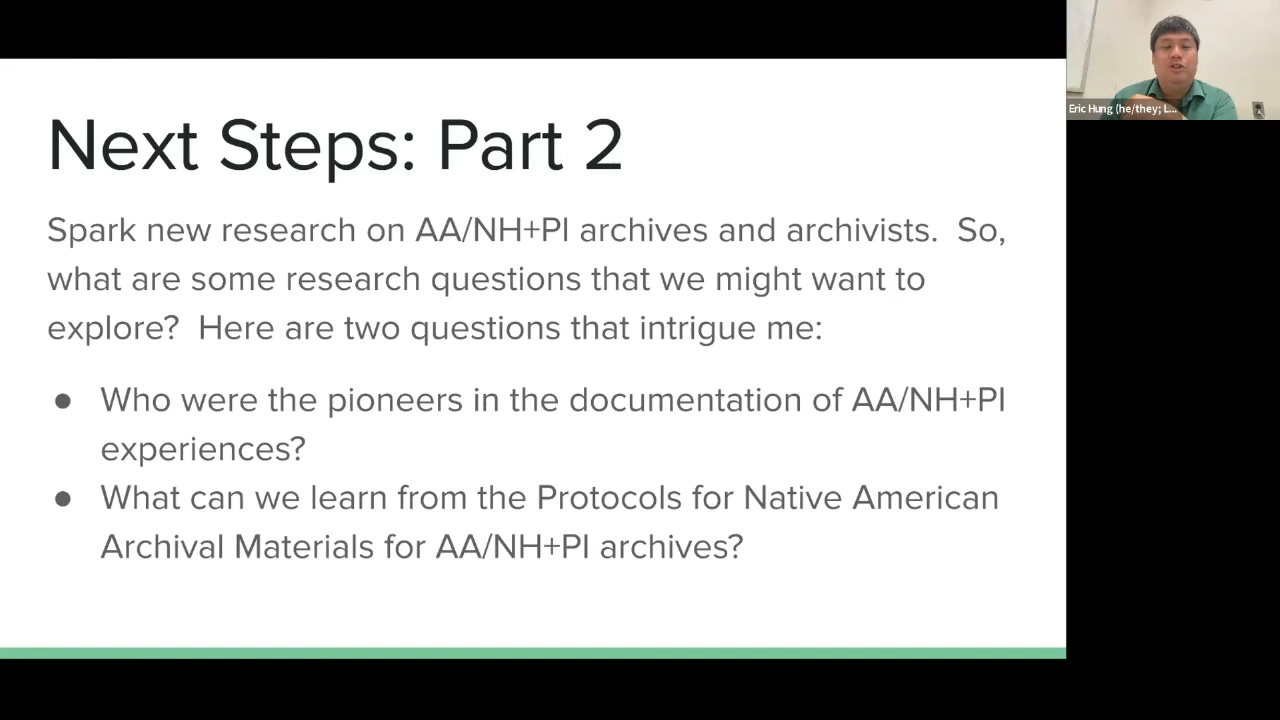 Next Steps: Part 2
Spark new research on AA/NH+PI archives and archivists.  So,
what are some research questions that we might want to
explore?  Here are two questions that intrigue me:
● Who were the pioneers in the documentation of AA/NH+PI
experiences?
● What can we learn from the Protocols for Native American
Archival Materials for AA/NH+PI archives?
Eric Hung (he/they; L...